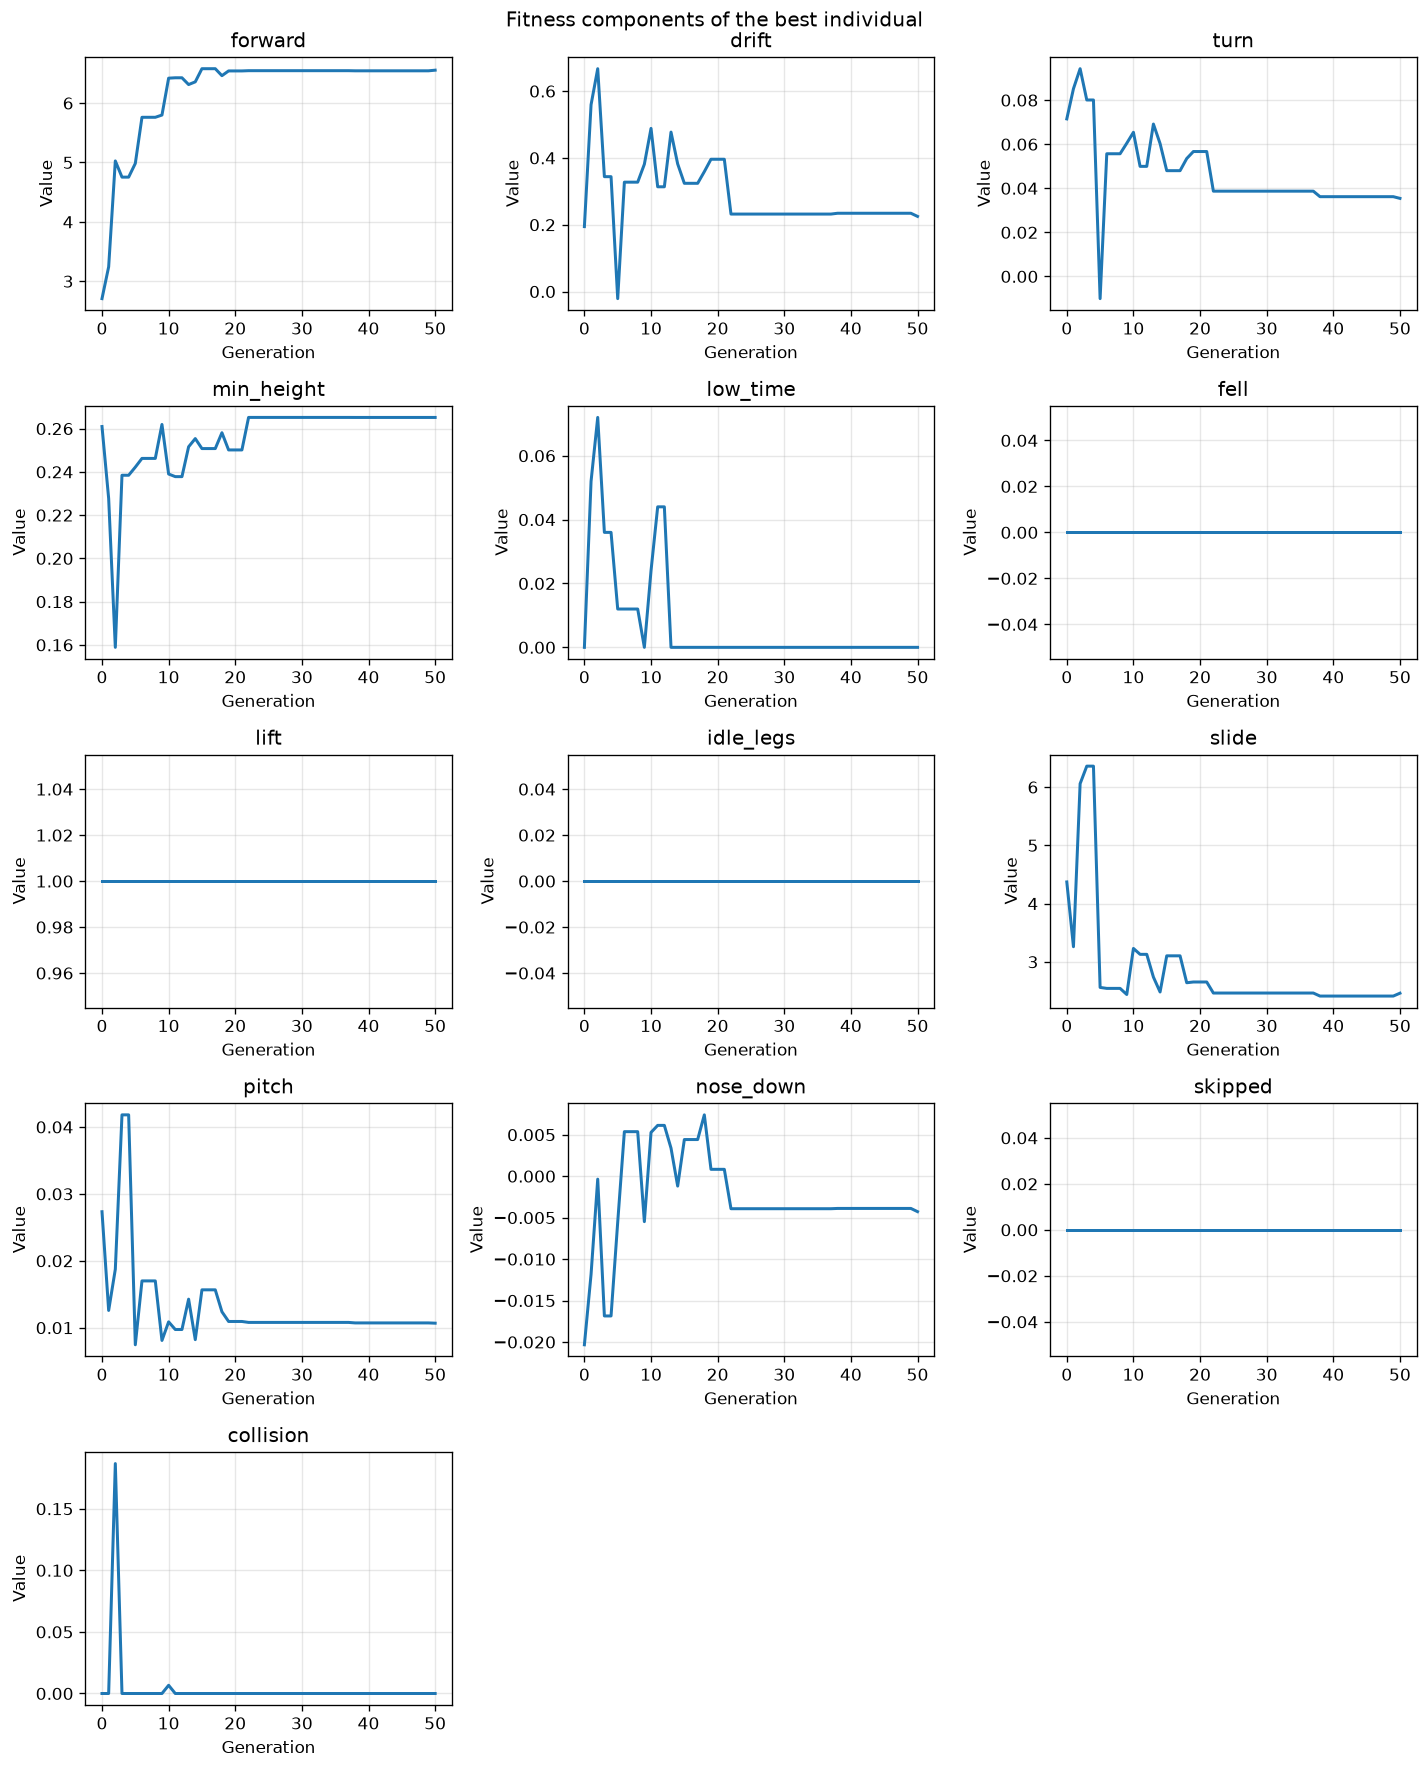 Fitness components of the best individual
forward
6
5
4
3
Value
0 10 20 30 40 50
Generation
drift
0.6
0.4
0.2
0.0
Value
0 10 20 30 40 50
Generation
turn
0.08
0.06
0.04
0.02
0.00
Value
0 10 20 30 40 50
Generation
min_height
0.26
0.24
0.22
0.20
0.18
0.16
Value
0 10 20 30 40 50
Generation
low_time
0.06
0.04
0.02
0.00
Value
0 10 20 30 40 50
Generation
fell
0.04
0.02
0.00
−0.02
−0.04
Value
0 10 20 30 40 50
Generation
lift
1.04
1.02
1.00
0.98
0.96
Value
0 10 20 30 40 50
Generation
idle_legs
0.04
0.02
0.00
−0.02
−0.04
Value
0 10 20 30 40 50
Generation
slide
6
5
4
3
Value
0 10 20 30 40 50
Generation
pitch
0.04
0.03
0.02
0.01
Value
0 10 20 30 40 50
Generation
nose_down
0.005
0.000
−0.005
−0.010
−0.015
−0.020
Value
0 10 20 30 40 50
Generation
skipped
0.04
0.02
0.00
−0.02
−0.04
Value
0 10 20 30 40 50
Generation
collision
0.15
0.10
0.05
0.00
Value
0 10 20 30 40 50
Generation